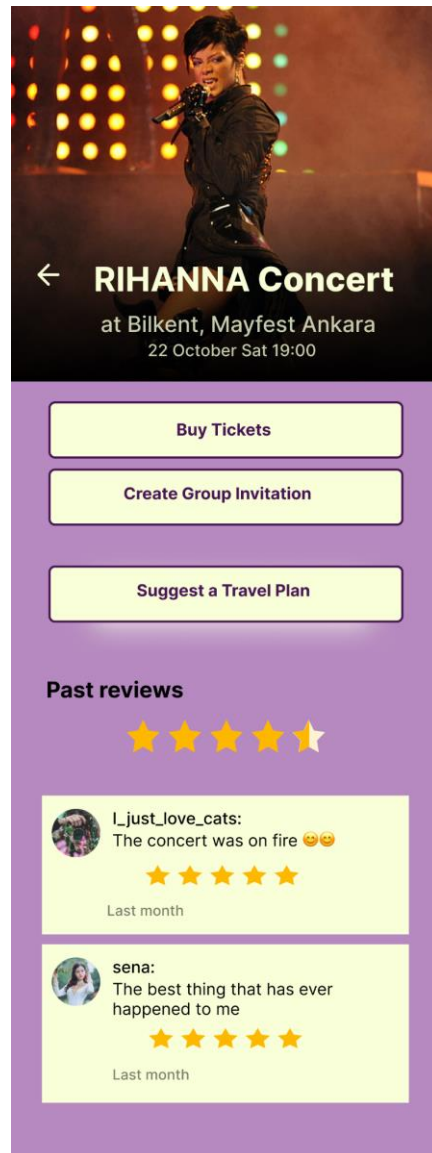 RIHANNA Concert
at Bilkent, Mayfest Ankara
22 October Sat 19:00
Buy Tickets
Create Group Invitation
Suggest a Travel Plan
Past reviews
I_just_love_cats:
The concert was on fire 😊😊
Last month
sena:
The best thing that has ever
happened to me
Last month